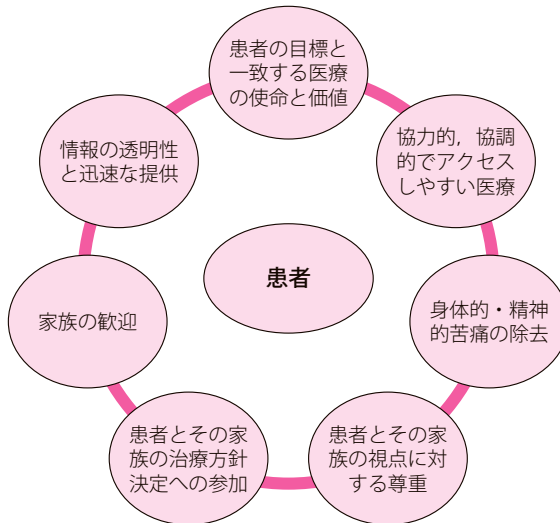 患者の目標と
一致する医療
の使命と価値
協力的，協調
的でアクセス
しやすい医療
身体的・精神
的苦痛の除去
患者とその家
族の視点に対
する尊重
患者とその家
族の治療方針
決定への参加
家族の歓迎
情報の透明性
と迅速な提供
患者